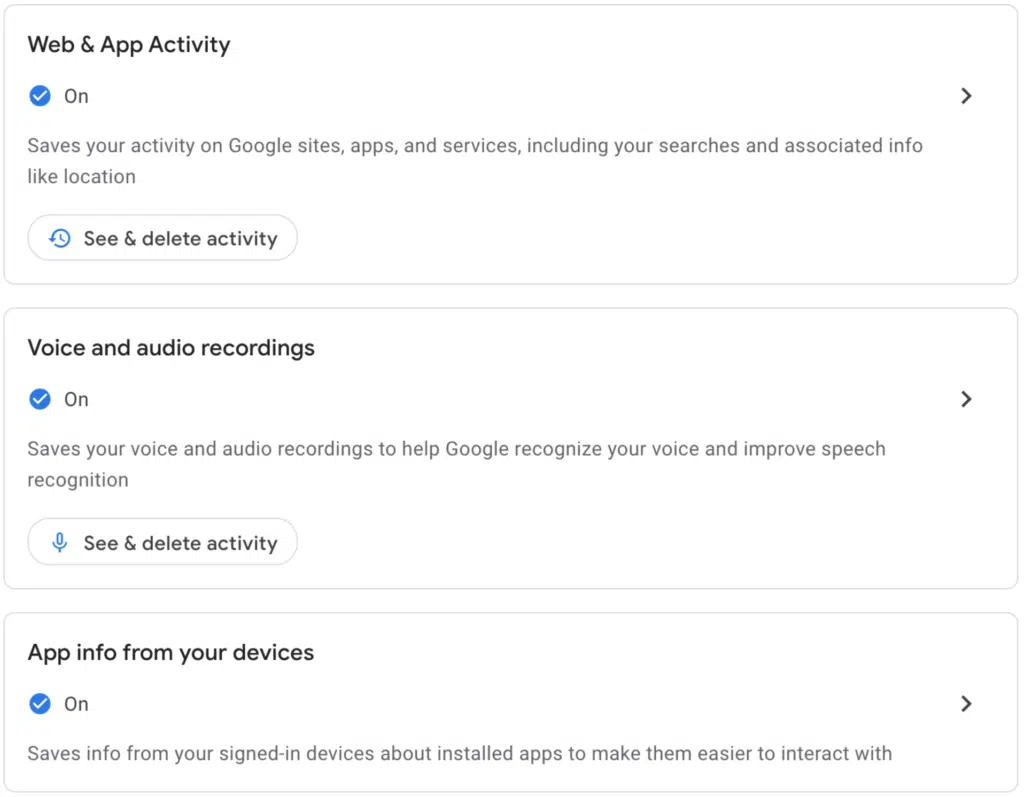 Web & App Activity
On
Saves your activity on Google sites, apps, and services, including your searches and associated info
like location
See & delete activity
Voice and audio recordings
On
Saves your voice and audio recordings to help Google recognize your voice and improve speech
recognition
See & delete activity
App info from your devices
On
Saves info from your signed-in devices about installed apps to make them easier to interact with